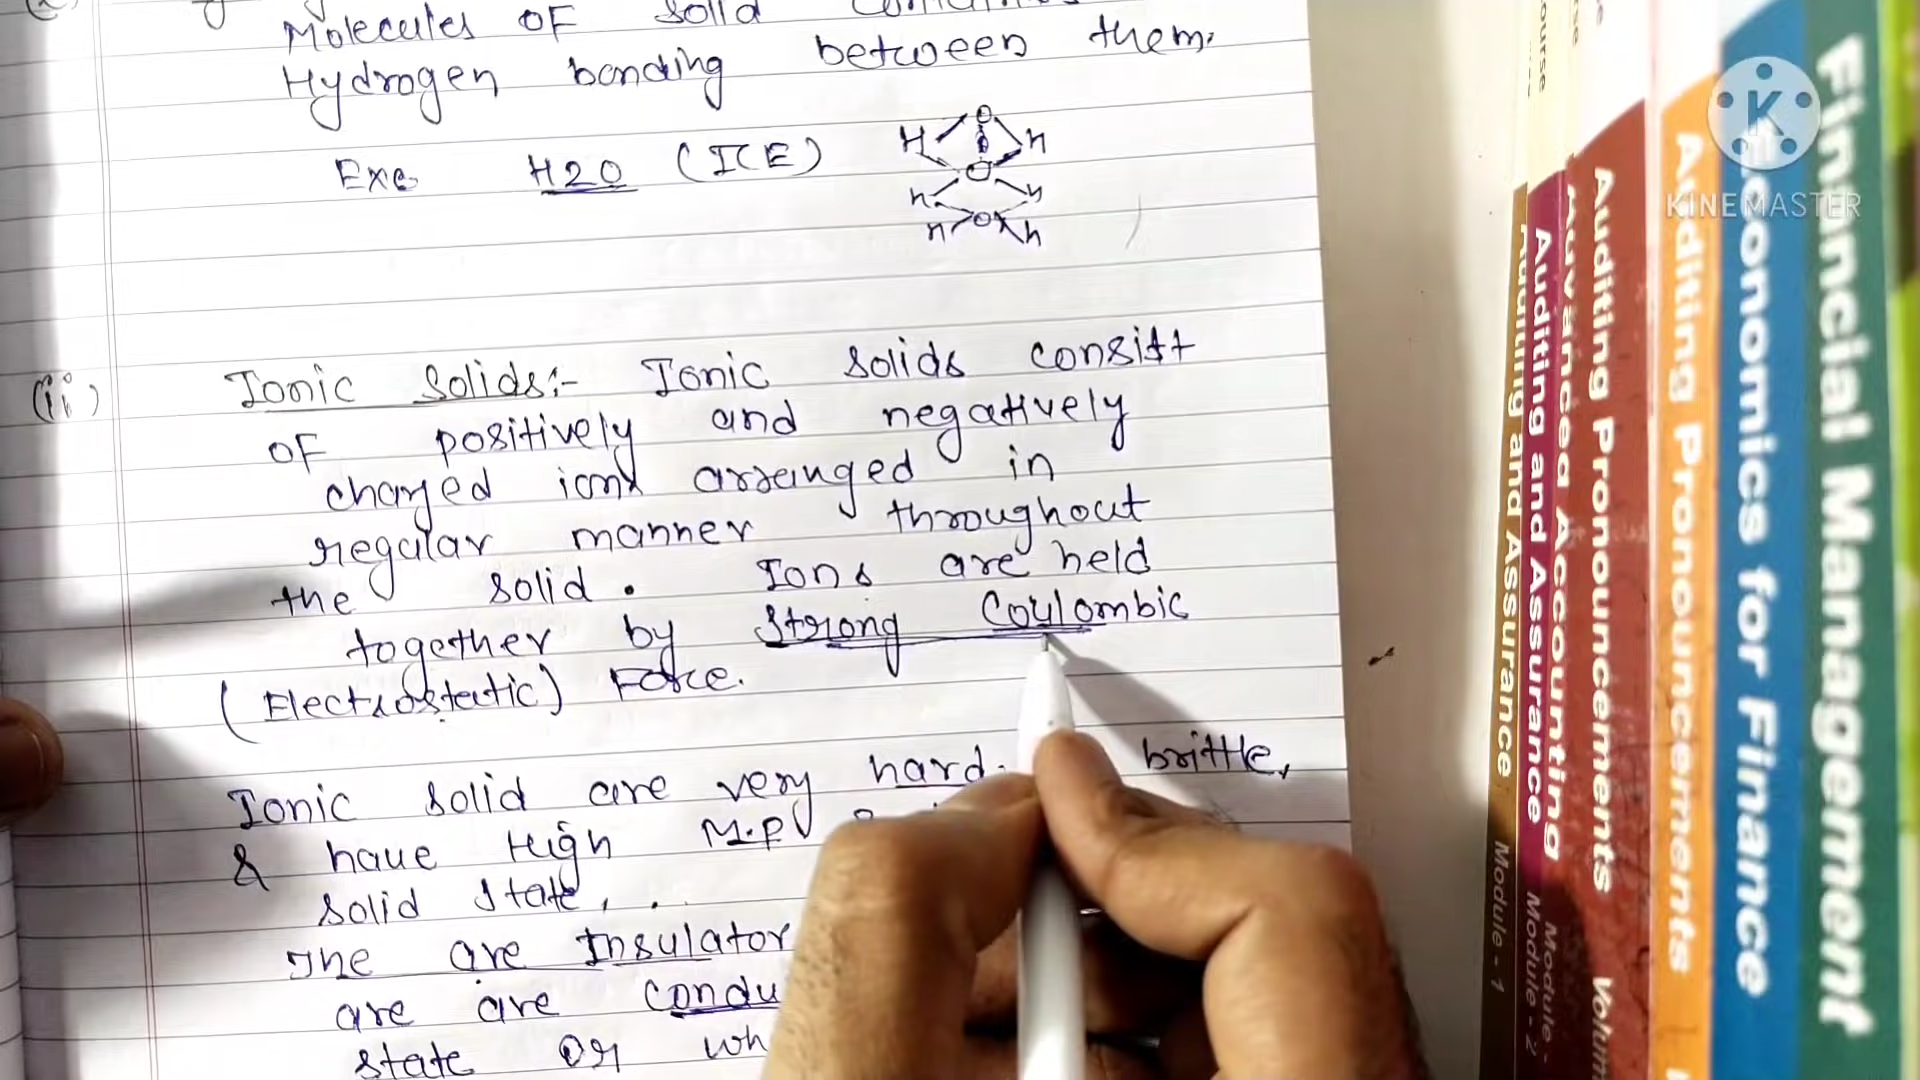 Molecules OF solid
Hydrogen bonding between them.
Exe. H2O (ICE)
H O H
O
H H
H O H
(ii) Ionic Solids:- Ionic solids consist
OF positively and negatively
charged ions arranged in
regular manner throughout
the solid. Ions are held
together by Strong Coulombic
(Electrostatic) Force.
Ionic solid are very hard. brittle,
& have High M.P
solid state,
The are Insulator
are are condu
state OR wh
KINEMASTER
Financial Management
Economics for Finance
Auditing Pronouncements
Auditing Pronouncements Volum
Advanced Accounting Module -
Auditing and Assurance Module - 2
Auditing and Assurance Module - 1
ourse